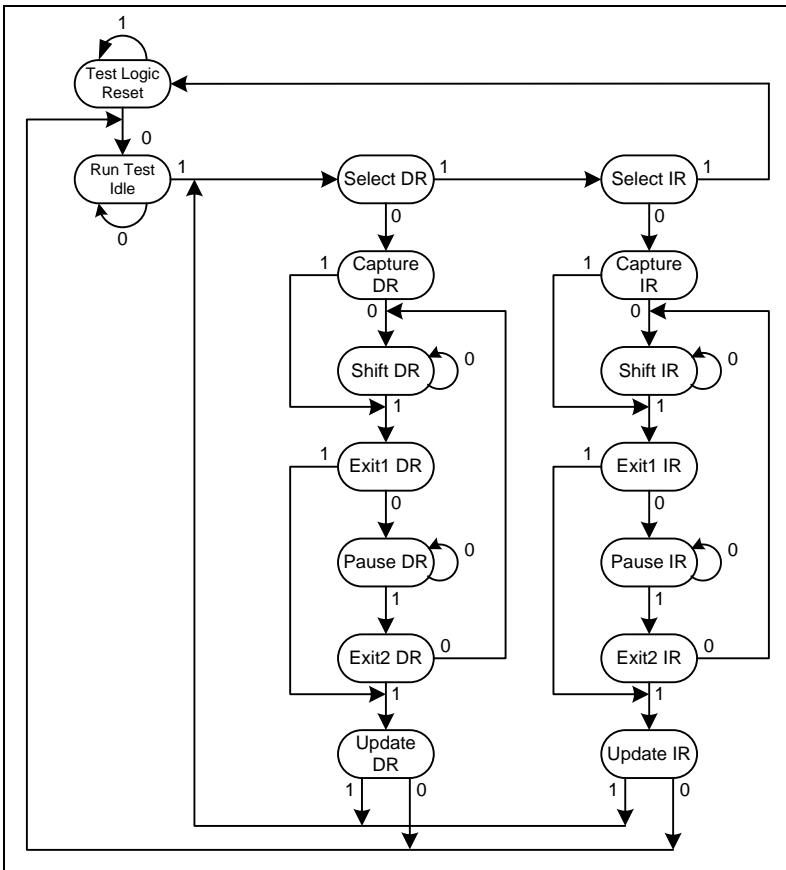 1
Test Logic
Reset
0
Run Test
Idle
1
0
Select DR
1
Select IR
1
0
0
1
Capture
DR
1
Capture
IR
0
0
Shift DR
0
Shift IR
0
1
1
1
Exit1 DR
1
Exit1 IR
0
0
Pause DR
0
Pause IR
0
1
1
Exit2 DR
0
Exit2 IR
0
1
1
Update
DR
Update IR
1
0
1
0